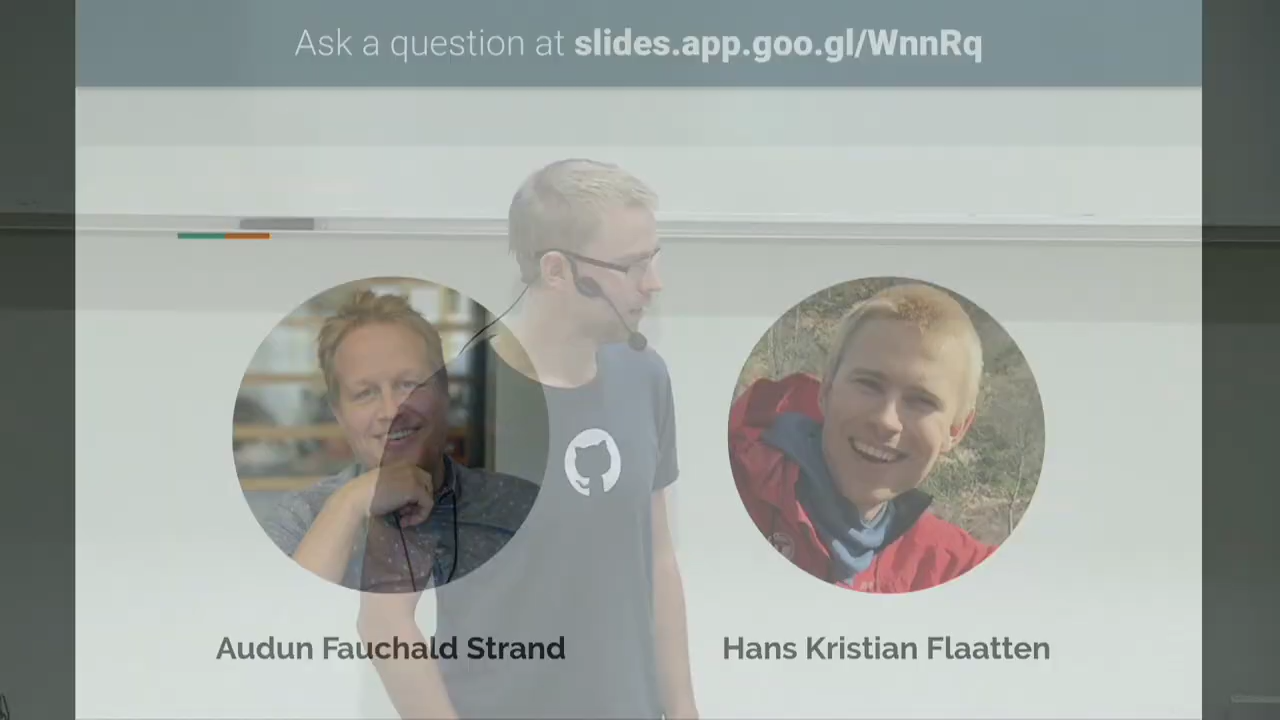 Ask a question at slides.app.goo.gl/WnnRq
Audun Fauchald Strand
Hans Kristian Flaatten